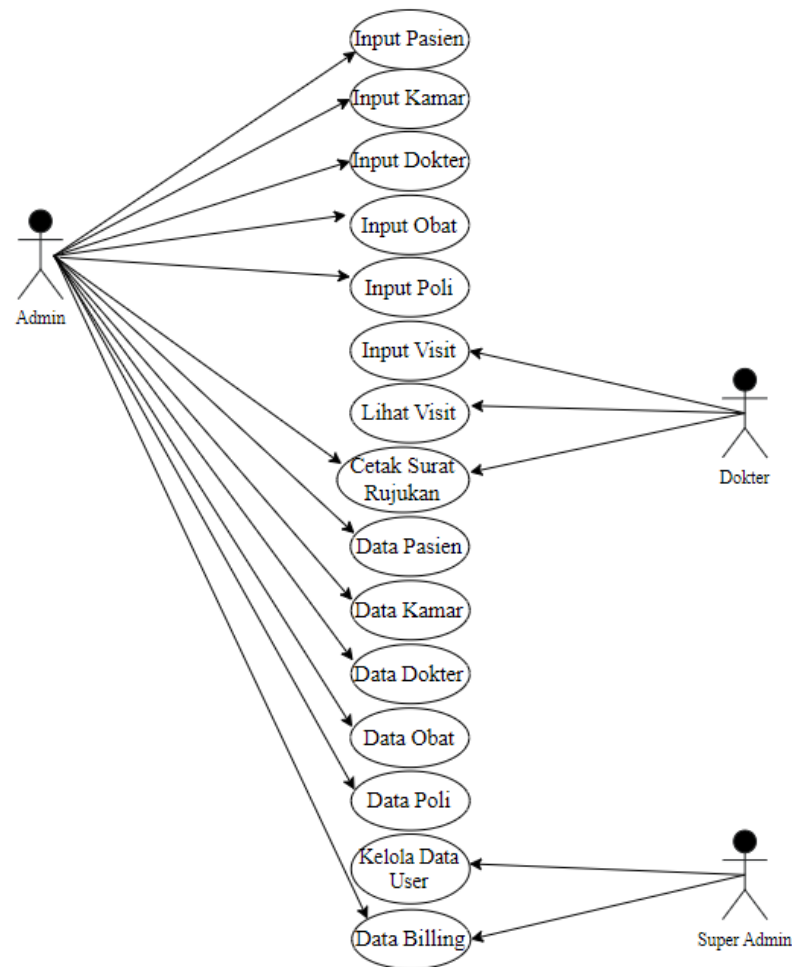 Input Pasien
Input Kamar
Input Dokter
Input Obat
Admin
Input Poli
Input Visit
Lihat Visit
Cetak Surat
Rujukan
Dokter
Data Pasien
Data Kamar
Data Dokter
Data Obat
Data Poli
Kelola Data
User
Data Billing
Super Admin